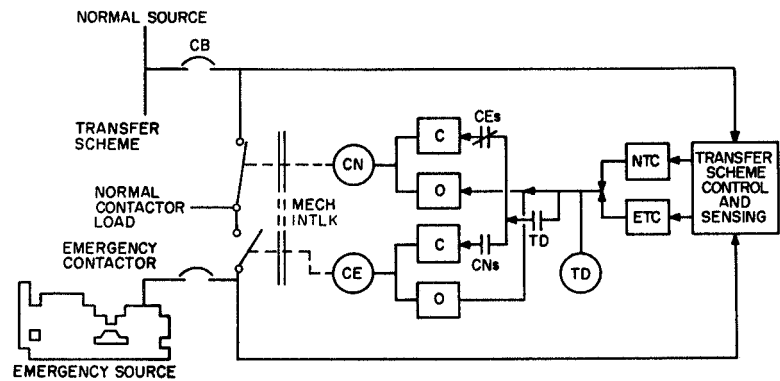 NORMAL SOURCE
CB
TRANSFER
SCHEME
NORMAL
CONTACTOR
LOAD
EMERGENCY
CONTACTOR
EMERGENCY SOURCE
MECH
INTLK
CN
CE
C
O
C
O
CEs
CNs
TD
TD
NTC
ETC
TRANSFER
SCHEME
CONTROL
AND
SENSING